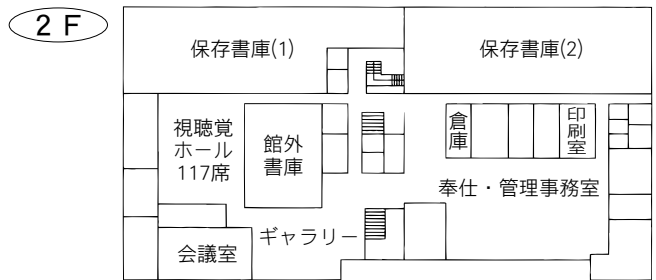 2F
保存書庫(1)
保存書庫(2)
視聴覚
ホール
117席
館外
書庫
倉庫
印刷室
奉仕・管理事務室
ギャラリー
会議室